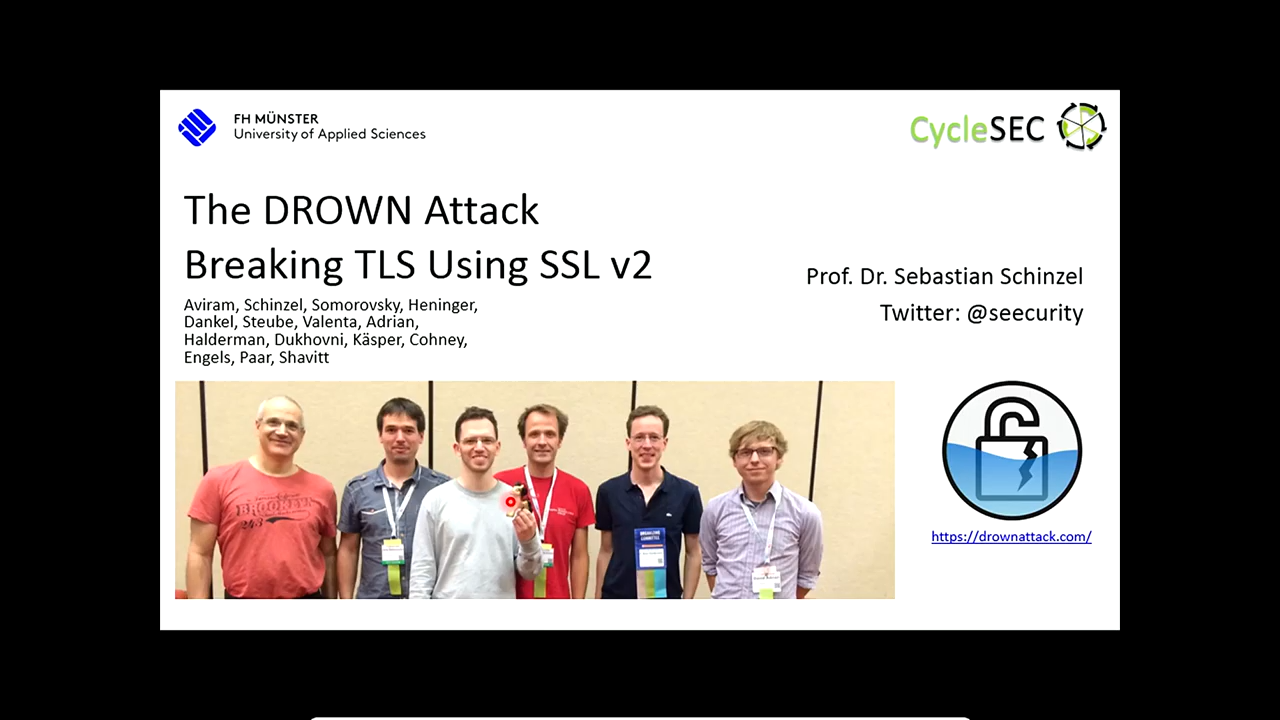 FH MÜNSTER
University of Applied Sciences
CycleSEC
The DROWN Attack
Breaking TLS Using SSL v2
Aviram, Schinzel, Somorovsky, Heninger,
Dankel, Steube, Valenta, Adrian,
Halderman, Dukhovni, Käsper, Cohney,
Engels, Paar, Shavitt
Prof. Dr. Sebastian Schinzel
Twitter: @seecurity
https://drownattack.com/